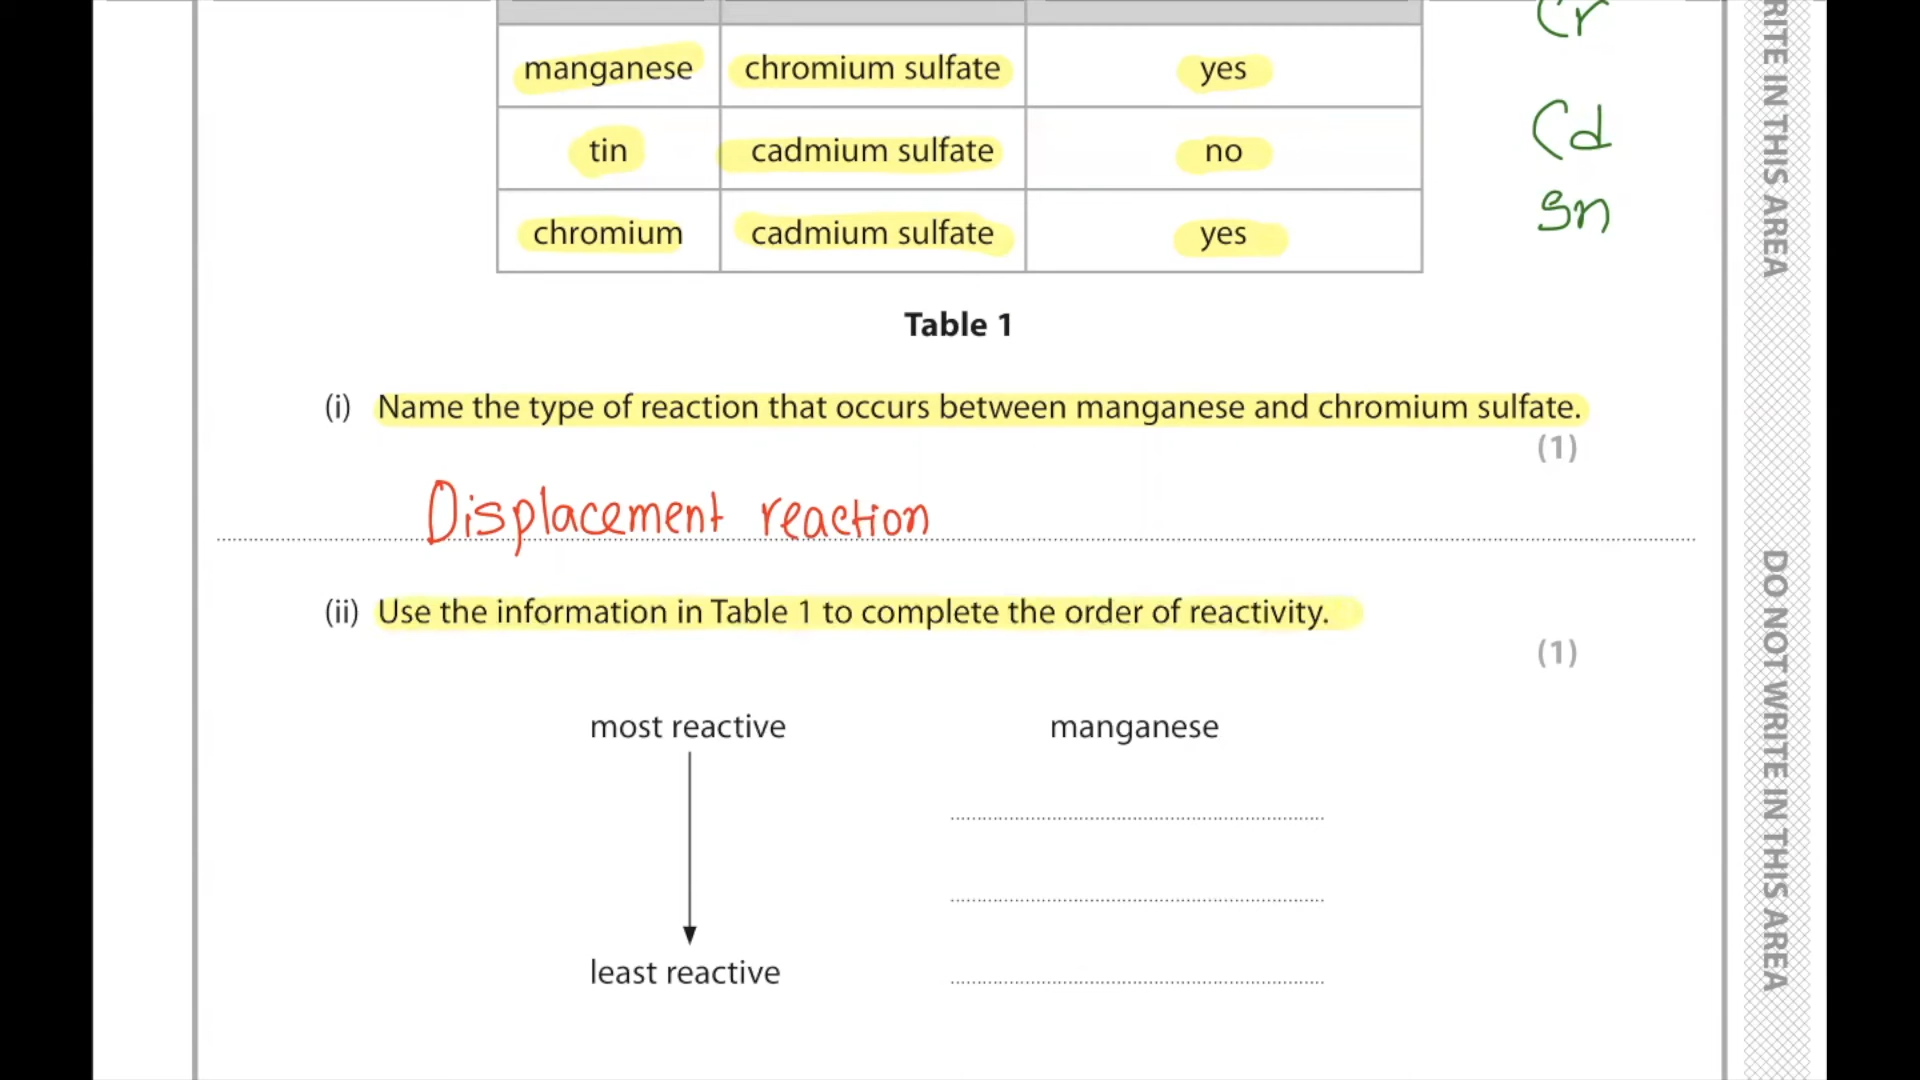 Cr
manganese chromium sulfate yes
tin cadmium sulfate no
Cd
chromium cadmium sulfate yes
Sn
Table 1
(i) Name the type of reaction that occurs between manganese and chromium sulfate.
(1)
Displacement reaction
(ii) Use the information in Table 1 to complete the order of reactivity.
(1)
most reactive manganese
least reactive
RITE IN THIS AREA
DO NOT WRITE IN THIS AREA